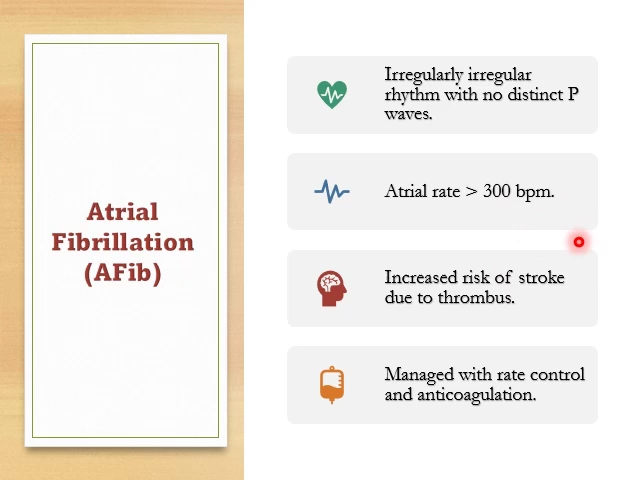 Atrial
Fibrillation
(AFib)
Irregularly irregular
rhythm with no distinct P
waves.
Atrial rate > 300 bpm.
Increased risk of stroke
due to thrombus.
Managed with rate control
and anticoagulation.